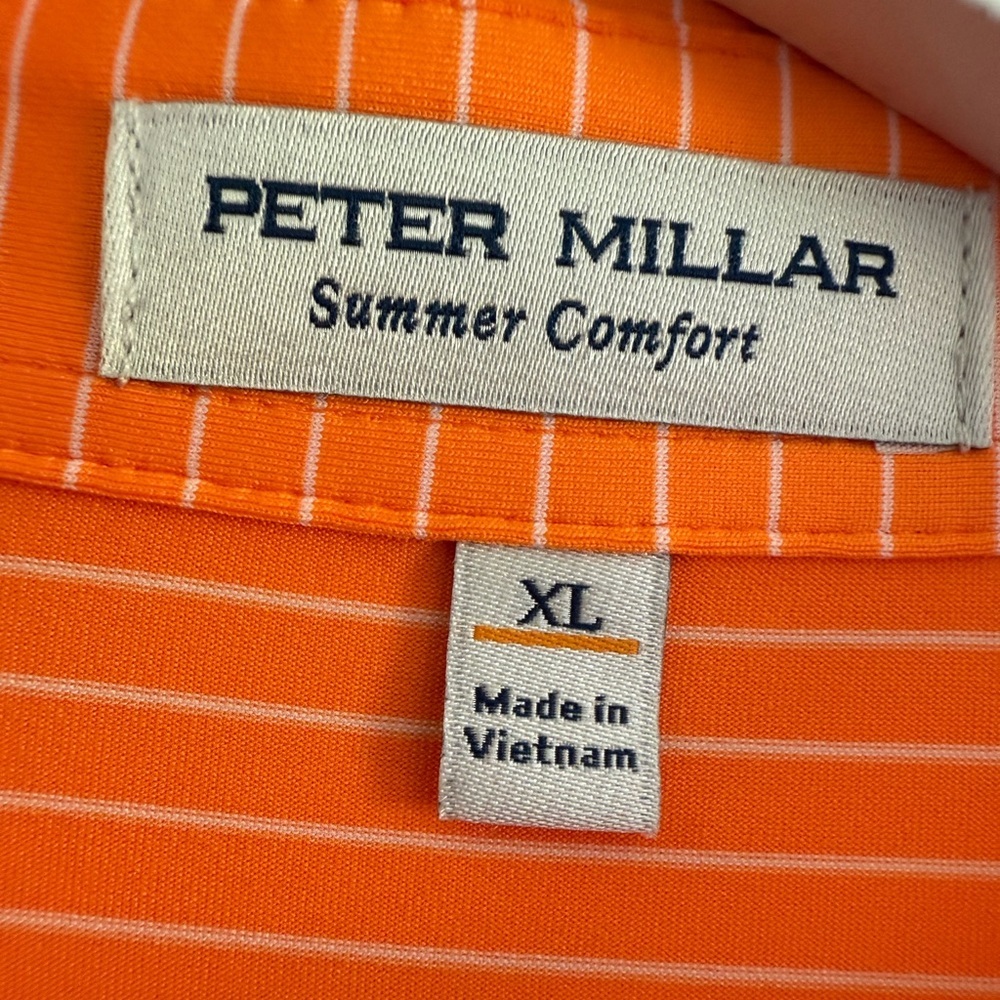 PETER MILLAR
Summer Comfort
XL
Made in
Vietnam